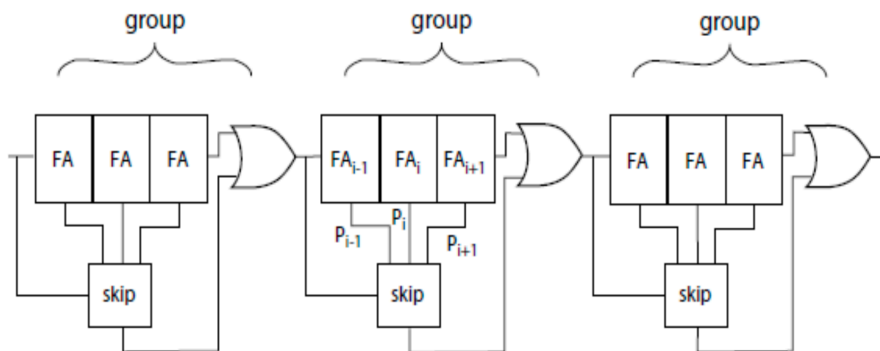 group group group
FA FA FA FA_{i-1} FA_i FA_{i+1} FA FA FA
P_{i-1} P_i P_{i+1}
skip skip skip